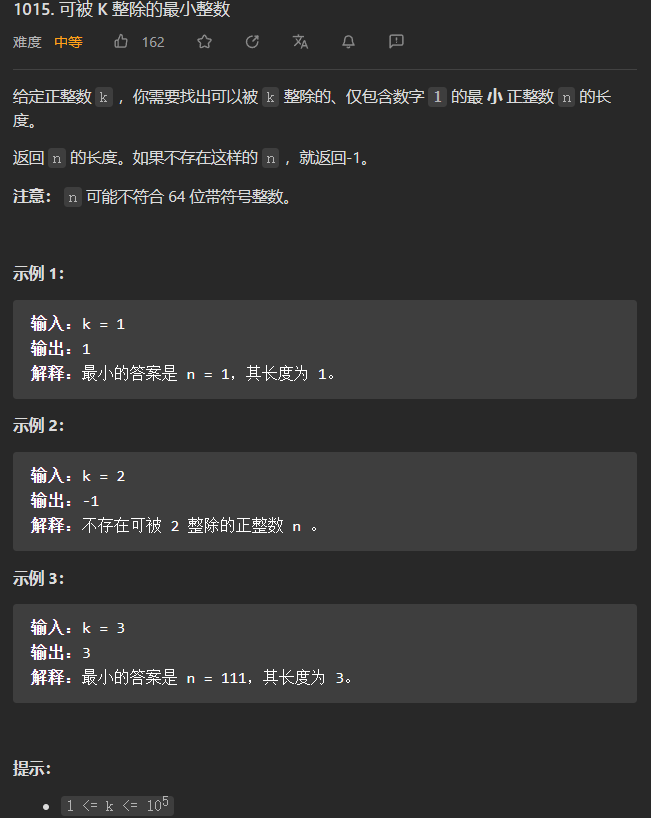 1015. 可被 K 整除的最小整数
难度 中等 162
给定正整数 k ，你需要找出可以被 k 整除的、仅包含数字 1 的最 小 正整数 n 的长
度。
返回 n 的长度。如果不存在这样的 n ，就返回-1。
注意： n 可能不符合 64 位带符号整数。
示例 1：
输入：k = 1
输出：1
解释：最小的答案是 n = 1，其长度为 1。
示例 2：
输入：k = 2
输出：-1
解释：不存在可被 2 整除的正整数 n 。
示例 3：
输入：k = 3
输出：3
解释：最小的答案是 n = 111，其长度为 3。
提示：
• 1 <= k <= 10⁵